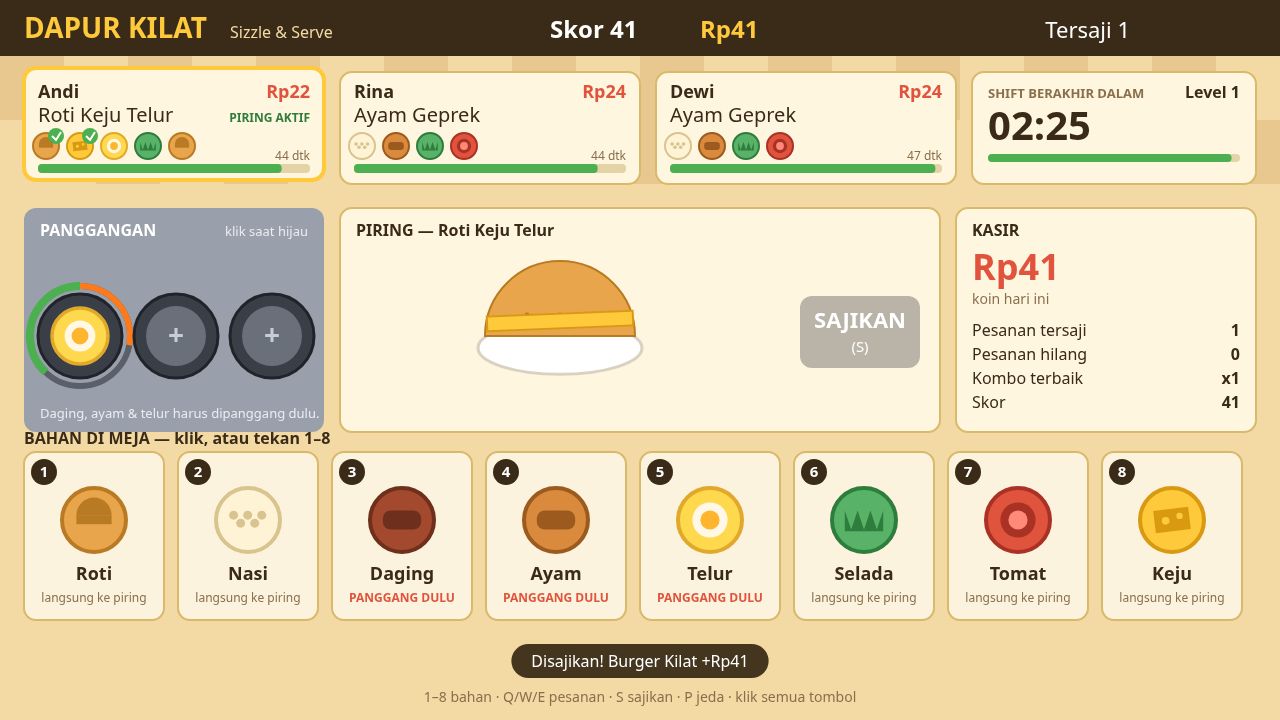 DAPUR KILAT Sizzle & Serve Skor 41 Rp41 Tersaji 1
Andi Rp22
Roti Keju Telur PIRING AKTIF
44 dtk
Rina Rp24
Ayam Geprek
44 dtk
Dewi Rp24
Ayam Geprek
47 dtk
SHIFT BERAKHIR DALAM Level 1
02:25
PANGGANGAN klik saat hijau
+ +
Daging, ayam & telur harus dipanggang dulu.
PIRING — Roti Keju Telur
SAJIKAN
(S)
KASIR
Rp41
koin hari ini
Pesanan tersaji 1
Pesanan hilang 0
Kombo terbaik x1
Skor 41
BAHAN DI MEJA — klik, atau tekan 1–8
1
Roti
langsung ke piring
2
Nasi
langsung ke piring
3
Daging
PANGGANG DULU
4
Ayam
PANGGANG DULU
5
Telur
PANGGANG DULU
6
Selada
langsung ke piring
7
Tomat
langsung ke piring
8
Keju
langsung ke piring
Disajikan! Burger Kilat +Rp41
1–8 bahan · Q/W/E pesanan · S sajikan · P jeda · klik semua tombol